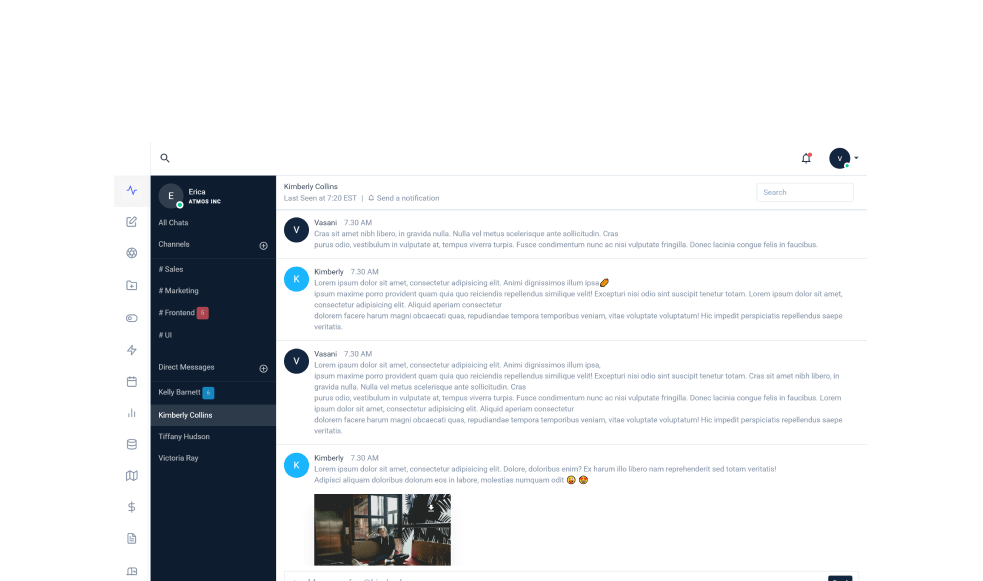 V
E
Erica
ATMOS INC
All Chats
Channels
# Sales
# Marketing
# Frontend 5
# UI
Direct Messages
Kelly Barnett 6
Kimberly Collins
Tiffany Hudson
Victoria Ray
Kimberly Collins
Last Seen at 7:20 EST | Send a notification
Search
V
Vasani 7.30 AM
Cras sit amet nibh libero, in gravida nulla. Nulla vel metus scelerisque ante sollicitudin. Cras
purus odio, vestibulum in vulputate at, tempus viverra turpis. Fusce condimentum nunc ac nisi vulputate fringilla. Donec lacinia congue felis in faucibus.
K
Kimberly 7.30 AM
Lorem ipsum dolor sit amet, consectetur adipisicing elit. Animi dignissimos illum ipsa🏉
ipsum maxime porro provident quam quia quo reiciendis repellendus similique velit! Excepturi nisi odio sint suscipit tenetur totam. Lorem ipsum dolor sit amet,
consectetur adipisicing elit. Aliquid aperiam consectetur
dolorem facere harum magni obcaecati quas, repudiandae tempora temporibus veniam, vitae voluptate voluptatum! Hic impedit perspiciatis repellendus saepe
veritatis.
V
Vasani 7.30 AM
Lorem ipsum dolor sit amet, consectetur adipisicing elit. Animi dignissimos illum ipsa,
ipsum maxime porro provident quam quia quo reiciendis repellendus similique velit! Excepturi nisi odio sint suscipit tenetur totam. Cras sit amet nibh libero, in
gravida nulla. Nulla vel metus scelerisque ante sollicitudin. Cras
purus odio, vestibulum in vulputate at, tempus viverra turpis. Fusce condimentum nunc ac nisi vulputate fringilla. Donec lacinia congue felis in faucibus. Lorem
ipsum dolor sit amet, consectetur adipisicing elit. Aliquid aperiam consectetur
dolorem facere harum magni obcaecati quas, repudiandae tempora temporibus veniam, vitae voluptate voluptatum! Hic impedit perspiciatis repellendus saepe
veritatis.
K
Kimberly 7.30 AM
Lorem ipsum dolor sit amet, consectetur adipisicing elit. Dolore, doloribus enim? Ex harum illo libero nam reprehenderit sed totam veritatis!
Adipisci aliquam doloribus dolorum eos in labore, molestias numquam odit 😜 😍